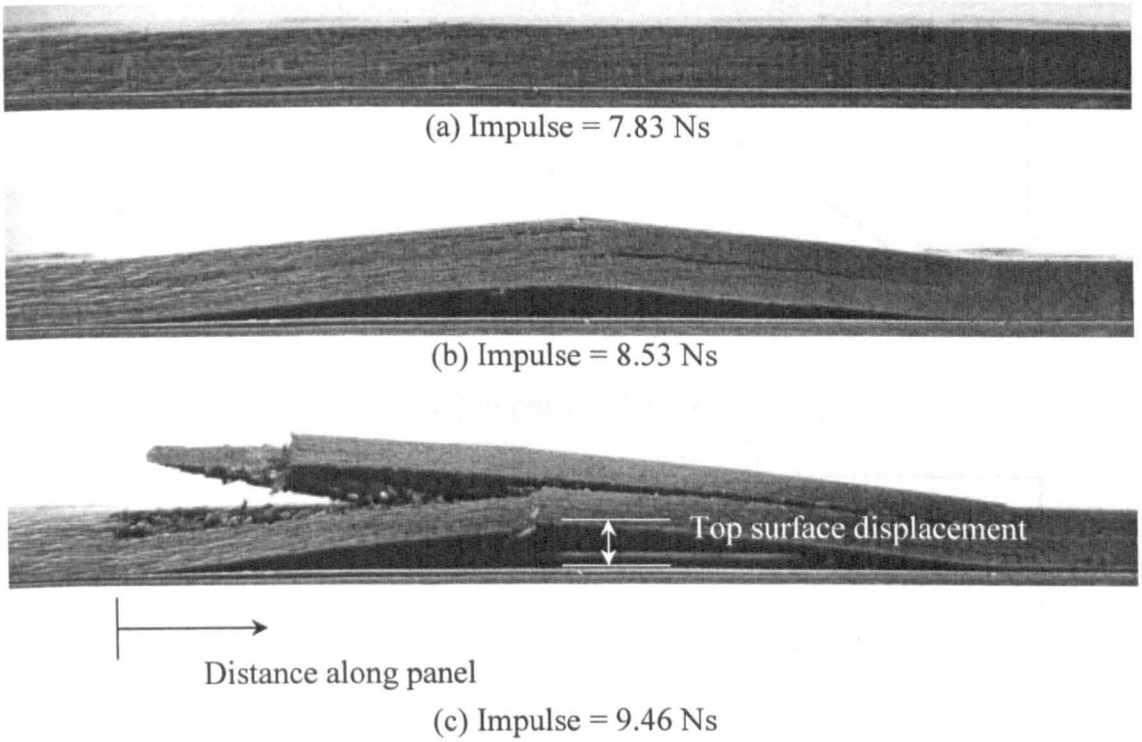 (a) Impulse = 7.83 Ns
(b) Impulse = 8.53 Ns
Top surface displacement
Distance along panel
(c) Impulse = 9.46 Ns